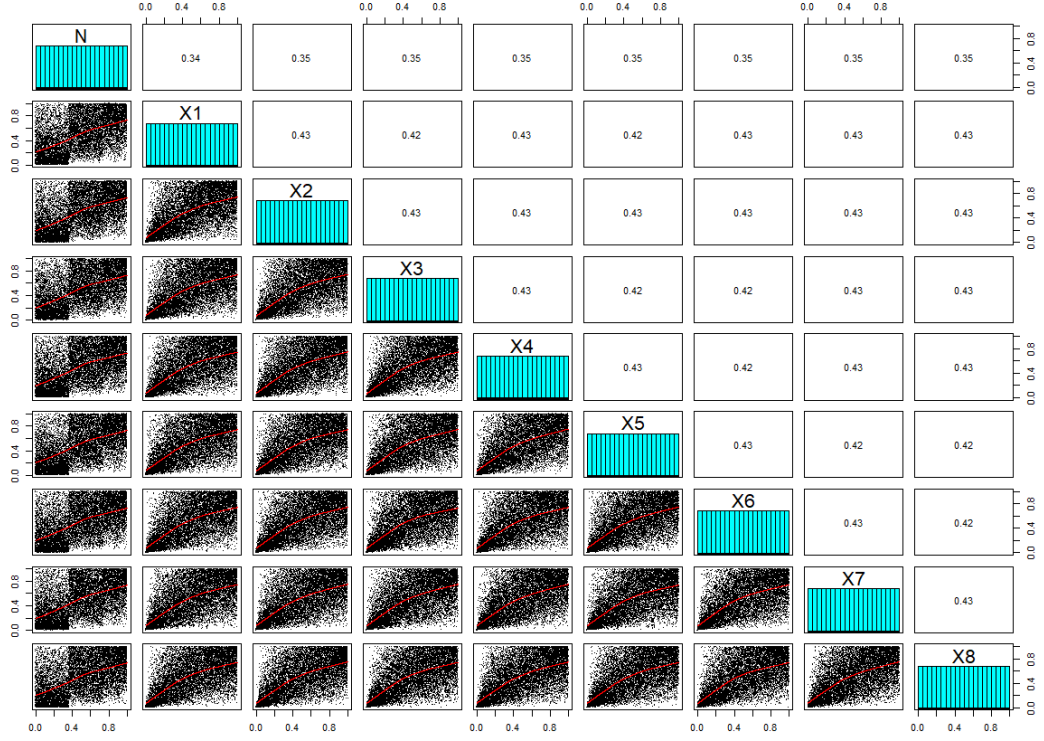 0.0 0.4 0.8 0.0 0.4 0.8 0.0 0.4 0.8 0.0 0.4 0.8
N 0.34 0.35 0.35 0.35 0.35 0.35 0.35 0.35 0.0 0.4 0.8
0.0 0.4 0.8 X1 0.43 0.42 0.43 0.42 0.43 0.43 0.43
X2 0.43 0.43 0.43 0.43 0.43 0.43 0.0 0.4 0.8
0.0 0.4 0.8 X3 0.43 0.42 0.42 0.43 0.43
X4 0.43 0.42 0.43 0.43 0.0 0.4 0.8
0.0 0.4 0.8 X5 0.43 0.42 0.42
X6 0.43 0.42 0.0 0.4 0.8
0.0 0.4 0.8 X7 0.43
X8 0.0 0.4 0.8
0.0 0.4 0.8 0.0 0.4 0.8 0.0 0.4 0.8 0.0 0.4 0.8 0.0 0.4 0.8